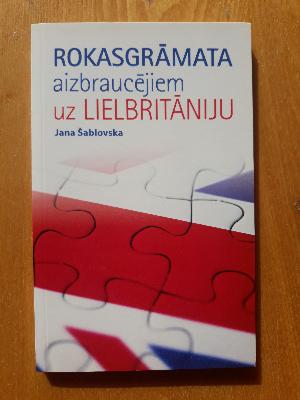 ROKASGRĀMATA
aizbraucējiem
uz LIELBRITĀNIJU
Jana Šablovska